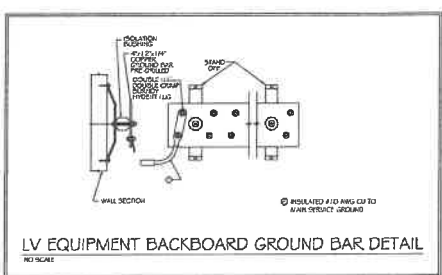 ISOLATION
BUSHING
4"x12"x1/4"
COPPER
GROUND BAR,
PRE-DRILLED
DOUBLE
DOUBLE CRIMP
BURNDY
HYDENT LUG
STAND
OFF
WALL SECTION
INSULATED AWG CU TO
MAIN SERVICE GROUND
LV EQUIPMENT BACKBOARD GROUND BAR DETAIL
NO SCALE